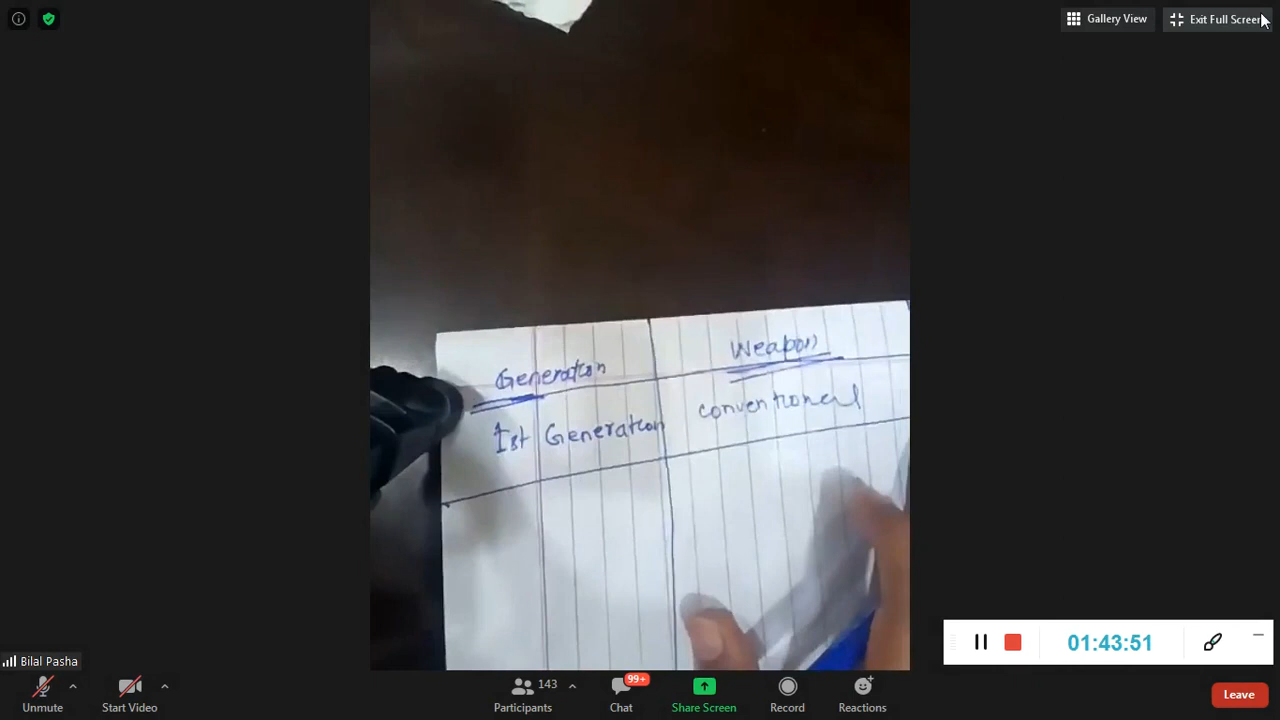 Gallery View
Exit Full Screen
Generation
Weapon
1st Generation
conventional
Bilal Pasha
01:43:51
Unmute
Start Video
143
Participants
99+
Chat
Share Screen
Record
Reactions
Leave